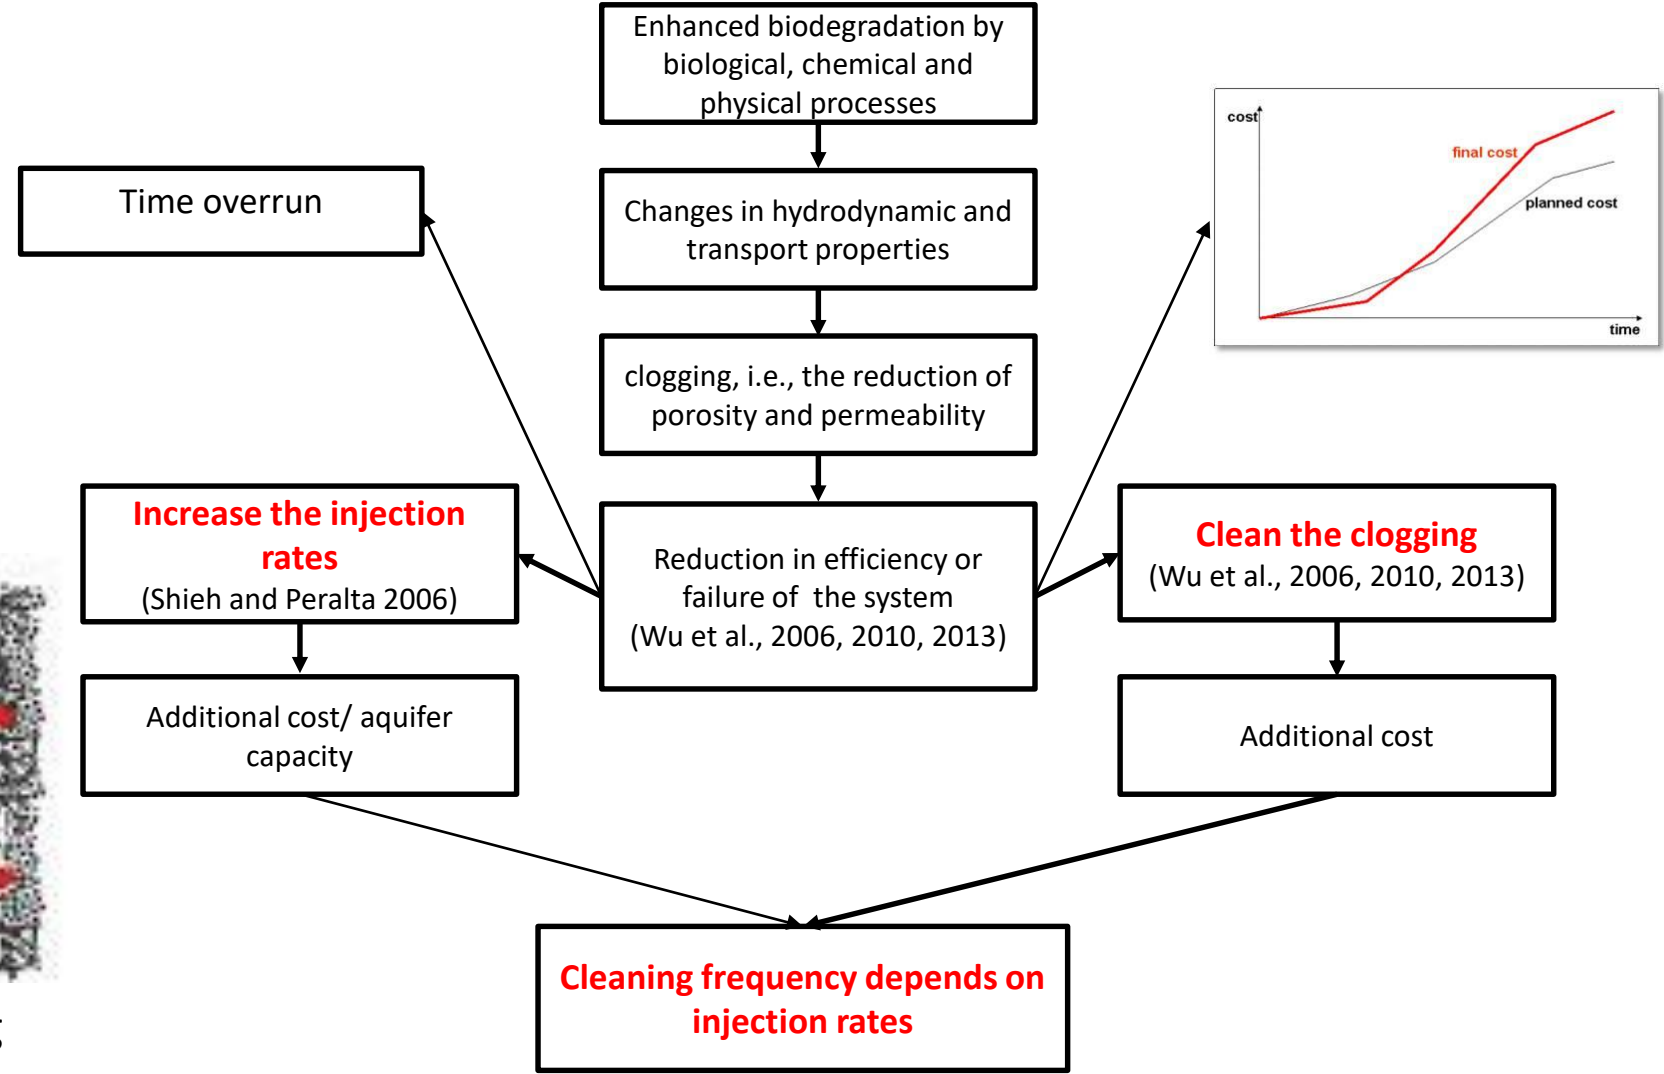 Enhanced biodegradation by
biological, chemical and
physical processes
Time overrun
Changes in hydrodynamic and
transport properties
cost
final cost
planned cost
time
clogging, i.e., the reduction of
porosity and permeability
Increase the injection
rates
(Shieh and Peralta 2006)
Reduction in efficiency or
failure of the system
(Wu et al., 2006, 2010, 2013)
Clean the clogging
(Wu et al., 2006, 2010, 2013)
Additional cost/ aquifer
capacity
Additional cost
Cleaning frequency depends on
injection rates